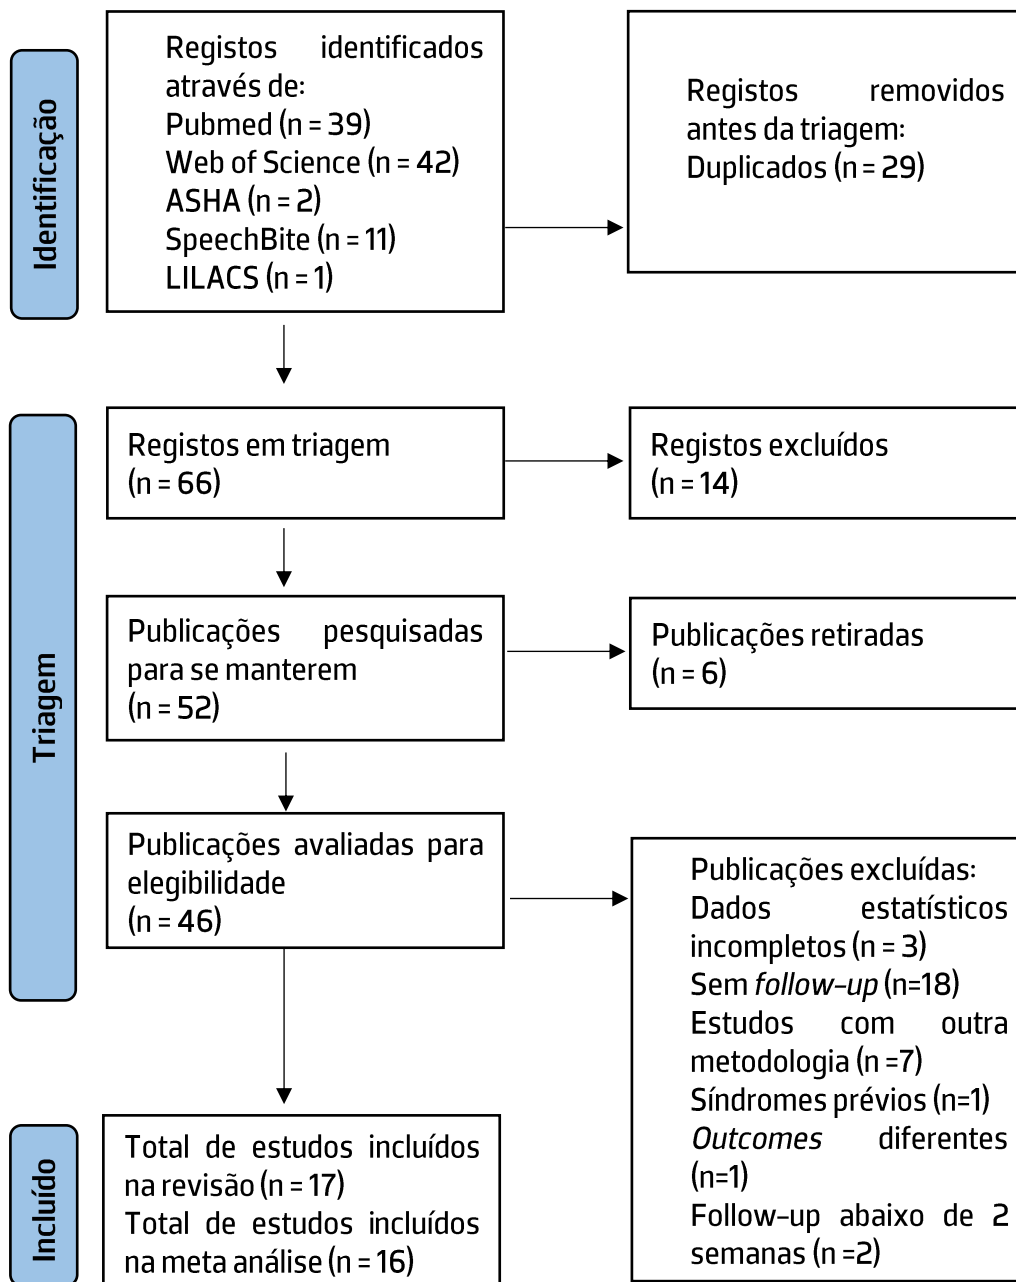 Identificação
Registos identificados
através de:
Pubmed (n = 39)
Web of Science (n = 42)
ASHA (n = 2)
SpeechBite (n = 11)
LILACS (n = 1)
Registos removidos
antes da triagem:
Duplicados (n = 29)
Triagem
Registos em triagem
(n = 66)
Registos excluídos
(n = 14)
Publicações pesquisadas
para se manterem
(n = 52)
Publicações retiradas
(n = 6)
Publicações avaliadas para
elegibilidade
(n = 46)
Publicações excluídas:
Dados estatísticos
incompletos (n = 3)
Sem follow-up (n=18)
Estudos com outra
metodologia (n =7)
Síndromes prévios (n=1)
Outcomes diferentes
(n=1)
Follow-up abaixo de 2
semanas (n =2)
Incluído
Total de estudos incluídos
na revisão (n = 17)
Total de estudos incluídos
na meta análise (n = 16)